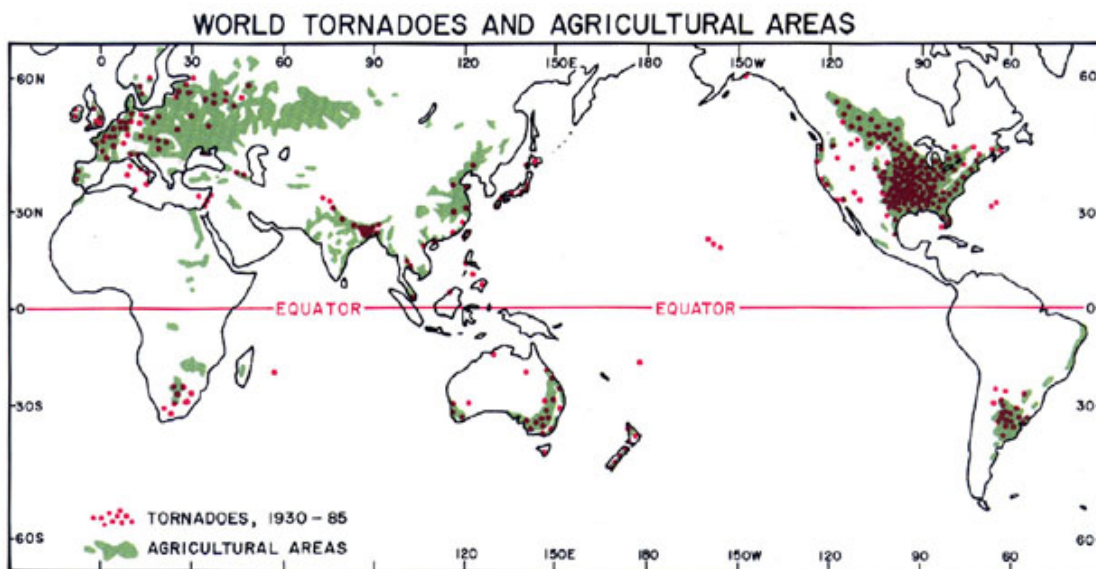 WORLD TORNADOES AND AGRICULTURAL AREAS
0 30 60 90 120 150E 180 150W 120 90 60
60N 60
30N 30
0 EQUATOR EQUATOR 0
30S 30
TORNADOES, 1930-85
AGRICULTURAL AREAS
60S 120 150E 180 150W 120 90 60